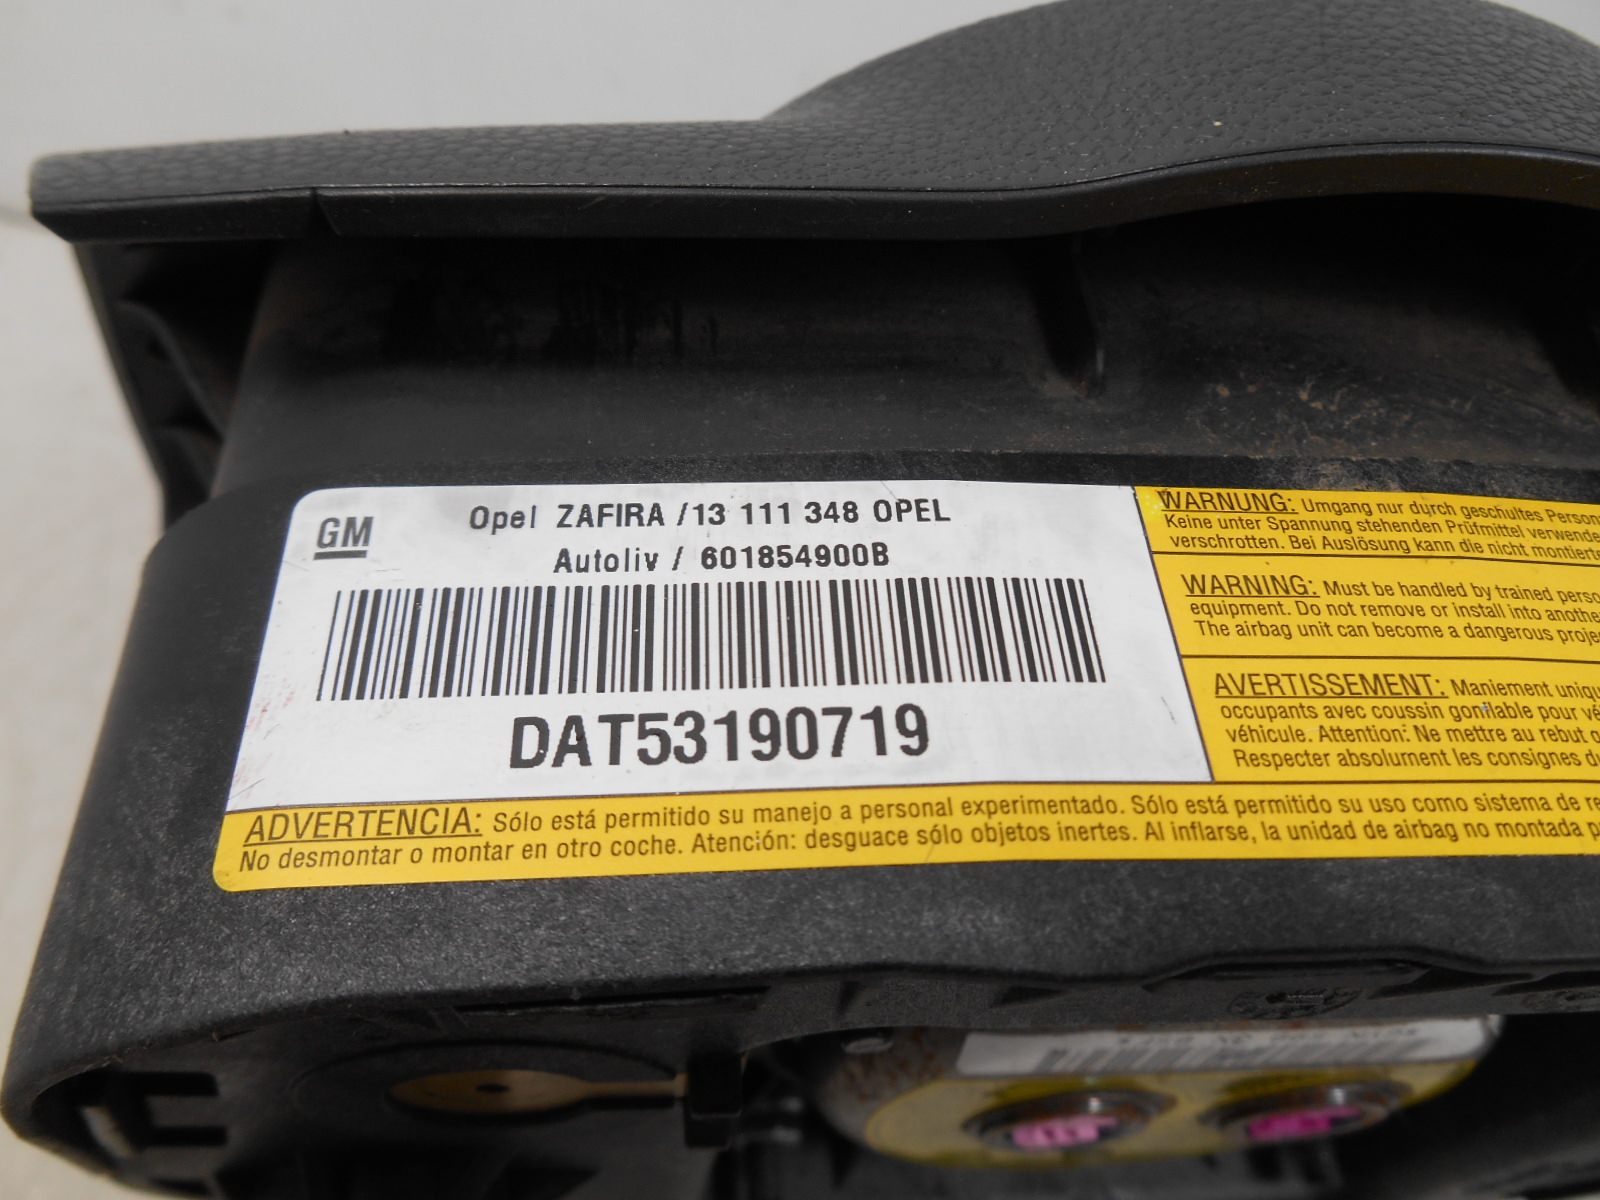 GM
Opel ZAFIRA /13 111 348 OPEL
Autoliv / 601854900B
DAT53190719
WARNUNG: Umgang nur durch geschultes
Keine unter Spannung stehenden Prüfmittel
verschrotten. Bei Auslösung kann die nicht
WARNING: Must be handled by trained
equipment. Do not remove or install into
The airbag unit can become a dangerous
AVERTISSEMENT: Maniement
occupants avec coussin gonflable pour
véhicule. Attention: Ne mettre au rebut
Respecter absolument les consignes
ADVERTENCIA: Sólo está permitido su manejo a personal experimentado. Sólo está permitido su uso como sistema de
No desmontar o montar en otro coche. Atención: desguace sólo objetos inertes. Al inflarse, la unidad de airbag no montada